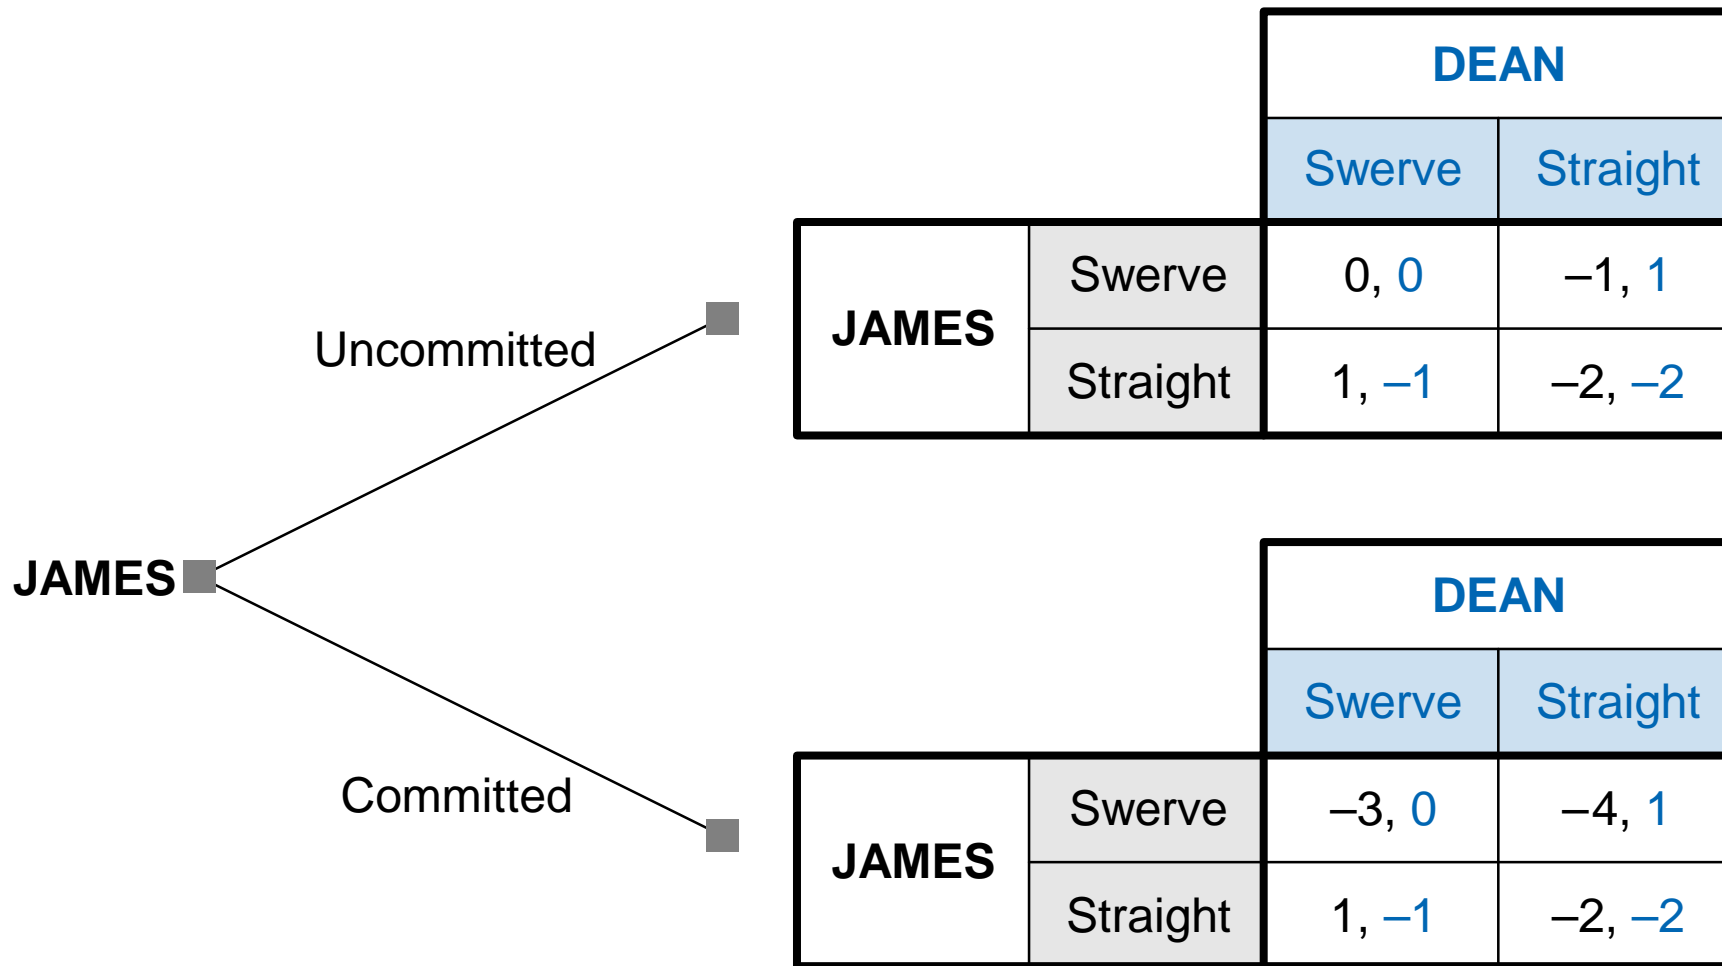 DEAN
Swerve Straight
JAMES Swerve 0, 0 –1, 1
Straight 1, –1 –2, –2
Uncommitted
JAMES
Committed
DEAN
Swerve Straight
JAMES Swerve –3, 0 –4, 1
Straight 1, –1 –2, –2